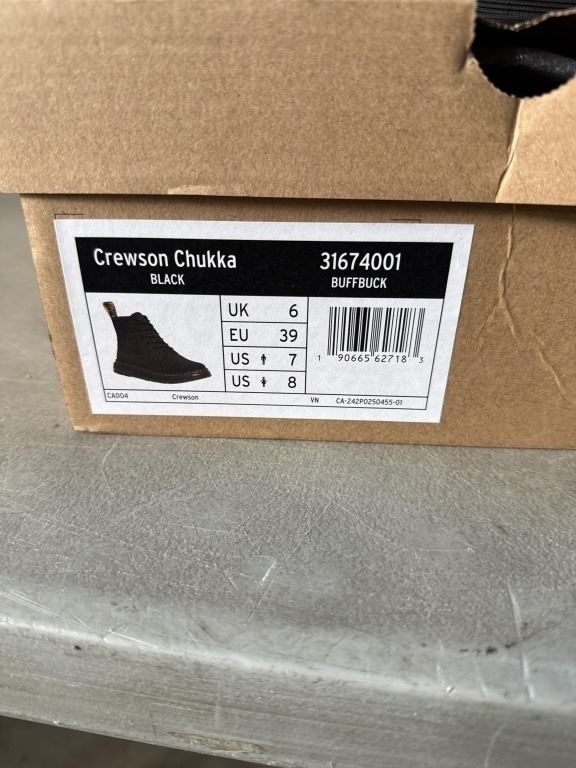 Crewson Chukka 31674001
BLACK BUFFBUCK
UK 6
EU 39
US 7
US 8
1 90665 62718 3
CA004 Crewson VN CA-242P0250455-01